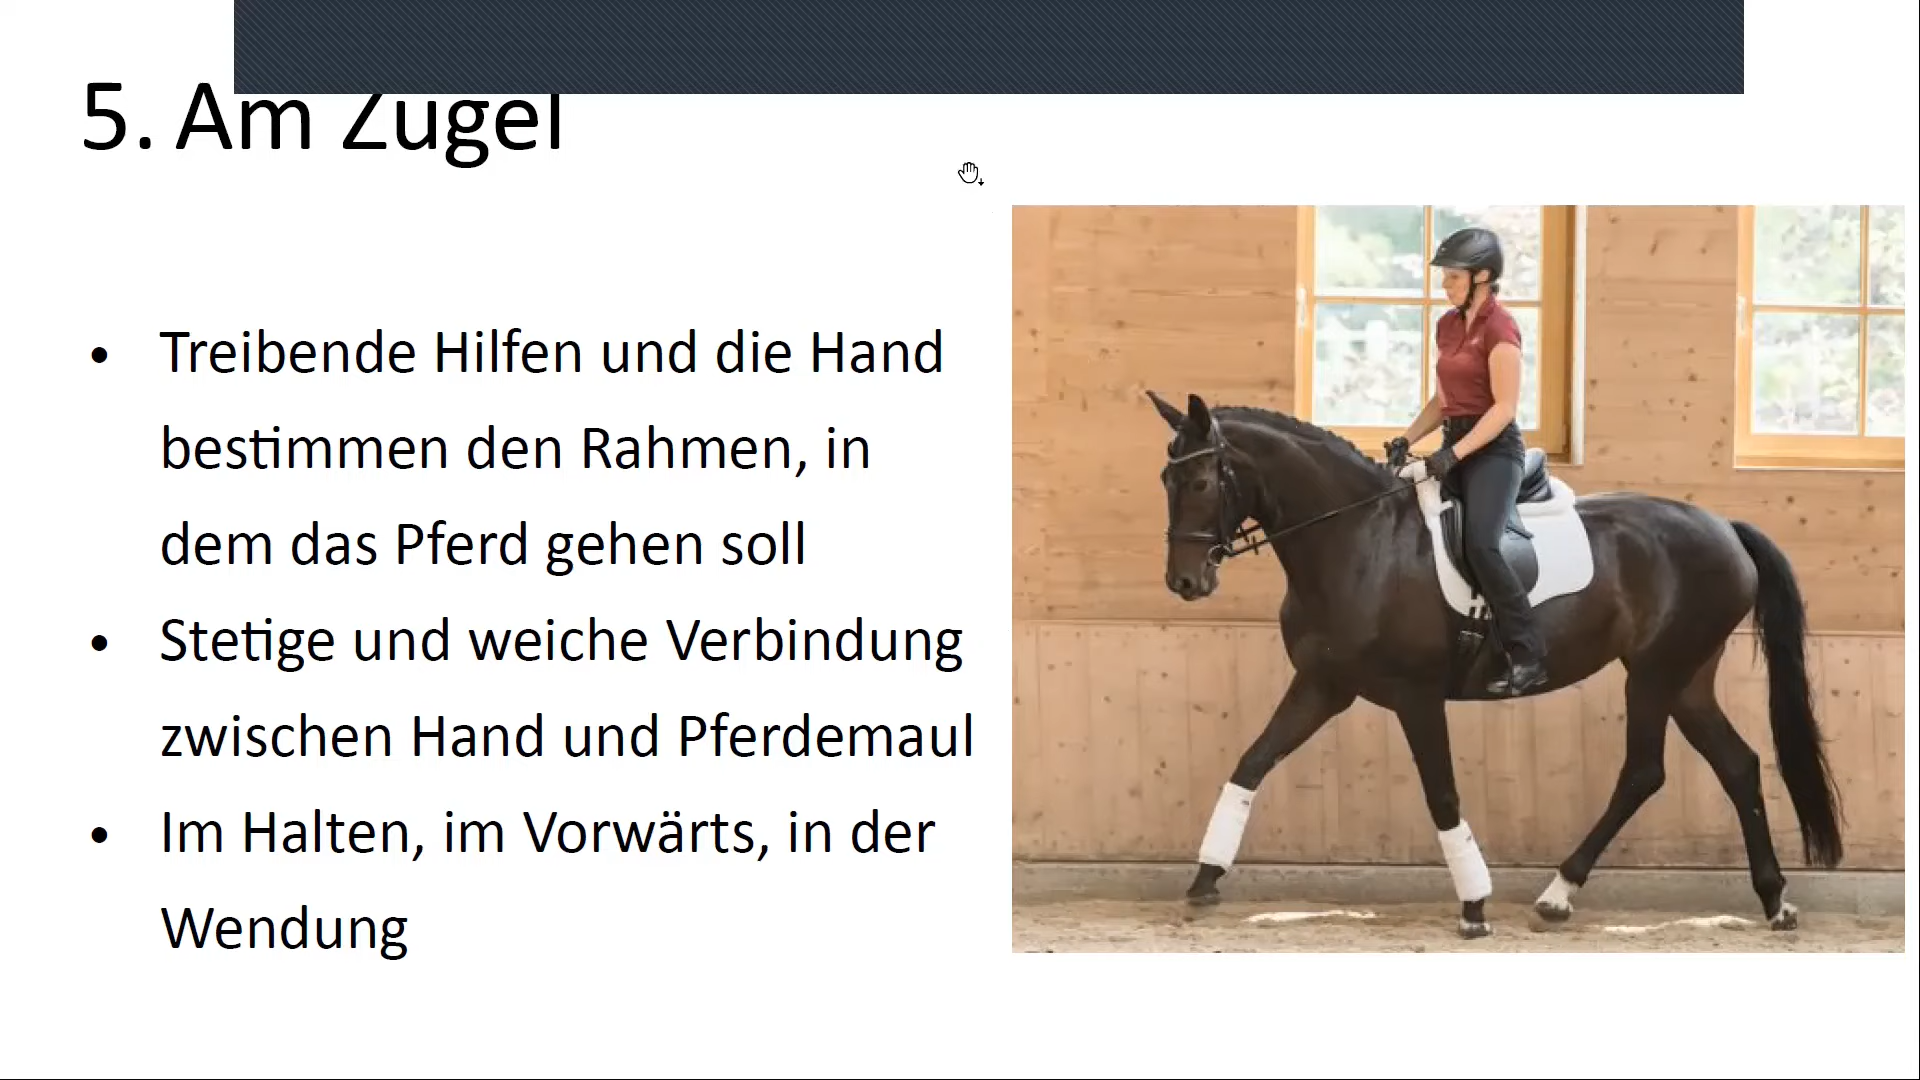 5. Am Zügel
• Treibende Hilfen und die Hand
bestimmen den Rahmen, in
dem das Pferd gehen soll
• Stetige und weiche Verbindung
zwischen Hand und Pferdemaul
• Im Halten, im Vorwärts, in der
Wendung